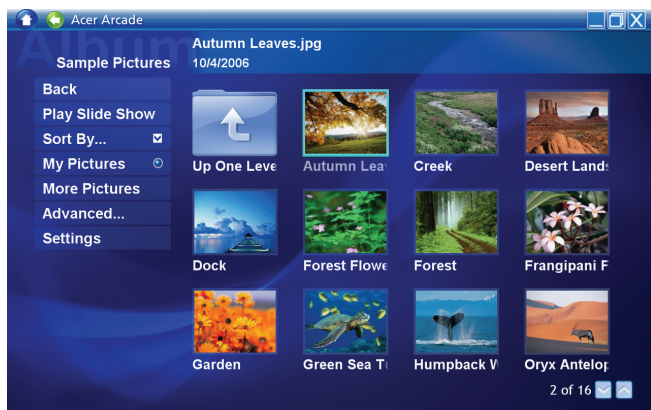 Acer Arcade
Album
Sample Pictures
Autumn Leaves.jpg
10/4/2006
Back
Play Slide Show
Sort By...
My Pictures
More Pictures
Advanced...
Settings
Up One Leve
Autumn Leav
Creek
Desert Lands
Dock
Forest Flowe
Forest
Frangipani F
Garden
Green Sea T
Humpback W
Oryx Antelop
2 of 16